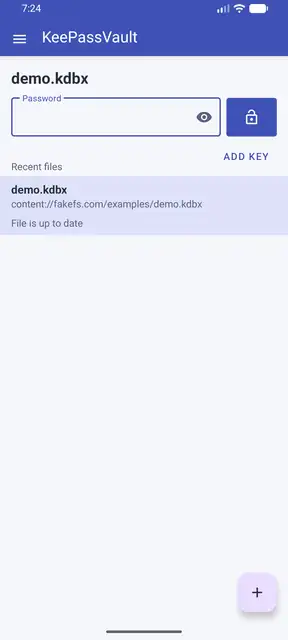 7:24
KeePassVault
demo.kdbx
Password
ADD KEY
Recent files
demo.kdbx
content://fakefs.com/examples/demo.kdbx
File is up to date